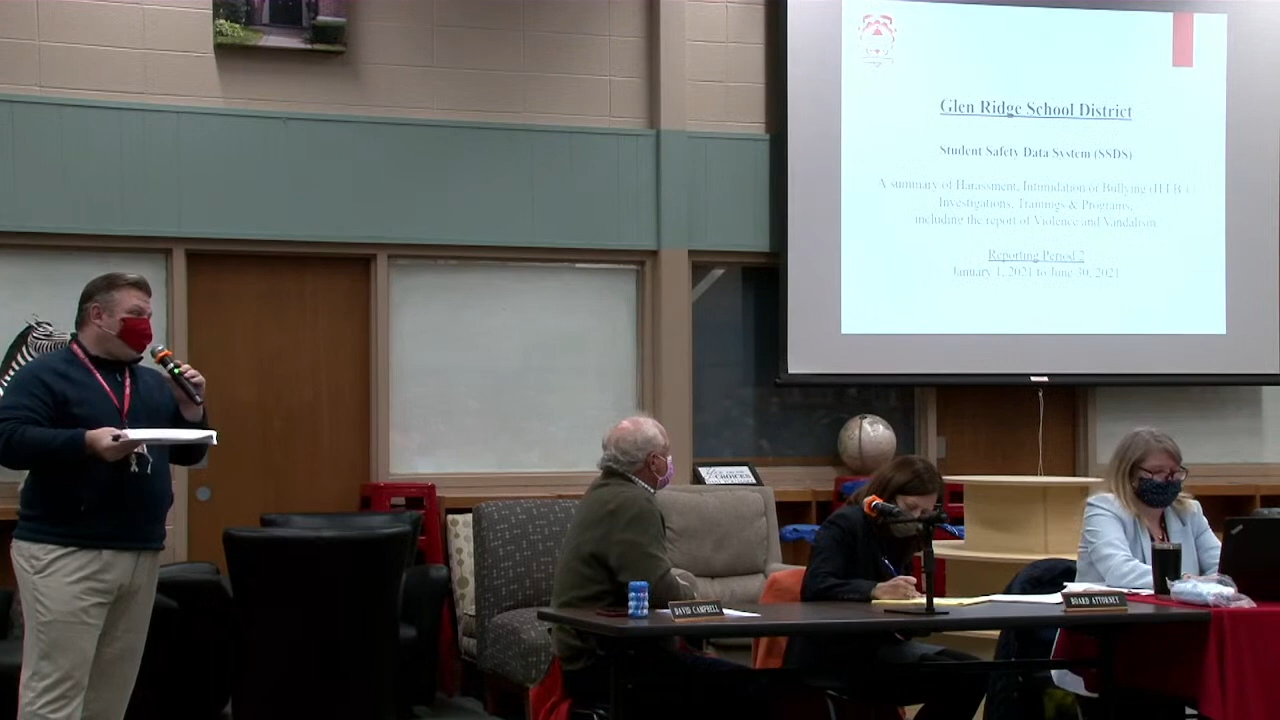 Glen Ridge School District
Student Safety Data System (SSDS)
A summary of Harassment, Intimidation or Bullying (H.I.B.)
Investigations, Trainings & Programs,
including the report of Violence and Vandalism
Reporting Period 2
January 1, 2021 to June 30, 2021
CHOICES
DAVID CAMPBELL
BOARD ATTORNEY